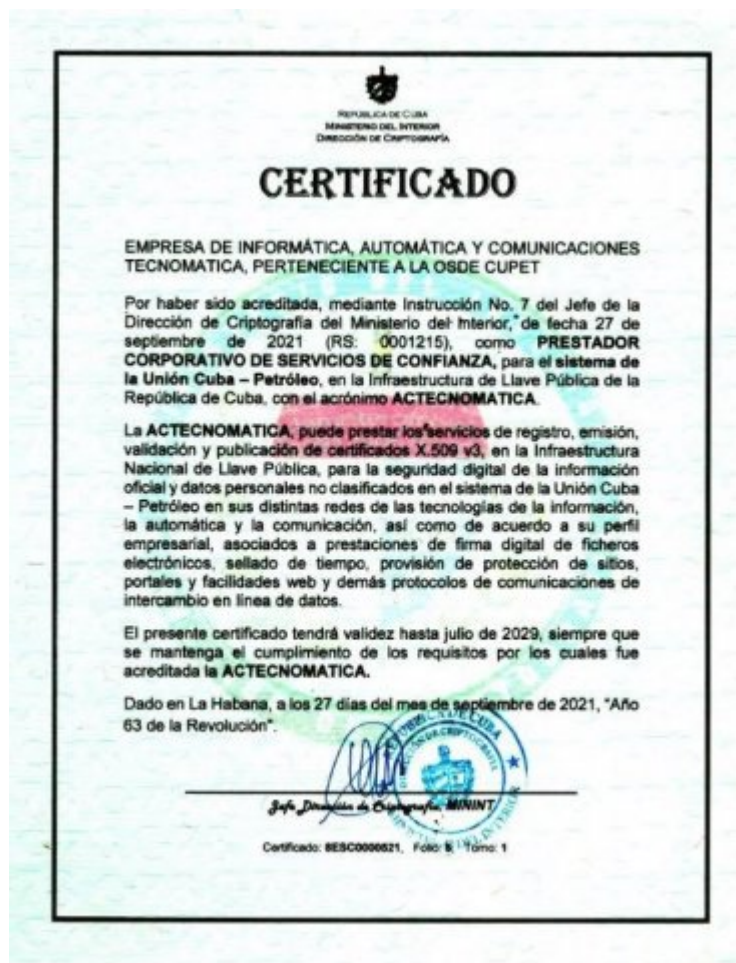 REPÚBLICA DE CUBA
MINISTERIO DEL INTERIOR
DIRECCIÓN DE CRIPTOGRAFÍA
CERTIFICADO
EMPRESA DE INFORMÁTICA, AUTOMÁTICA Y COMUNICACIONES
TECNOMATICA, PERTENECIENTE A LA OSDE CUPET
Por haber sido acreditada, mediante Instrucción No. 7 del Jefe de la
Dirección de Criptografía del Ministerio del Interior, de fecha 27 de
septiembre de 2021 (RS: 0001215), como PRESTADOR
CORPORATIVO DE SERVICIOS DE CONFIANZA, para el sistema de
la Unión Cuba – Petróleo, en la Infraestructura de Llave Pública de la
República de Cuba, con el acrónimo ACTECNOMATICA.
La ACTECNOMATICA, puede prestar los servicios de registro, emisión,
validación y publicación de certificados X.509 v3, en la Infraestructura
Nacional de Llave Pública, para la seguridad digital de la información
oficial y datos personales no clasificados en el sistema de la Unión Cuba
– Petróleo en sus distintas redes de las tecnologías de la información,
la automática y la comunicación, así como de acuerdo a su perfil
empresarial, asociados a prestaciones de firma digital de ficheros
electrónicos, sellado de tiempo, provisión de protección de sitios,
portales y facilidades web y demás protocolos de comunicaciones de
intercambio en línea de datos.
El presente certificado tendrá validez hasta julio de 2029, siempre que
se mantenga el cumplimiento de los requisitos por los cuales fue
acreditada la ACTECNOMATICA.
Dado en La Habana, a los 27 días del mes de septiembre de 2021, "Año
63 de la Revolución".
REPÚBLICA DE CUBA
DIRECCIÓN DE CRIPTOGRAFÍA
MINISTERIO DEL INTERIOR
Jefe Dirección de Criptografía, MININT
Certificado: 8ESC0000621, Folio: 8, Tomo: 1